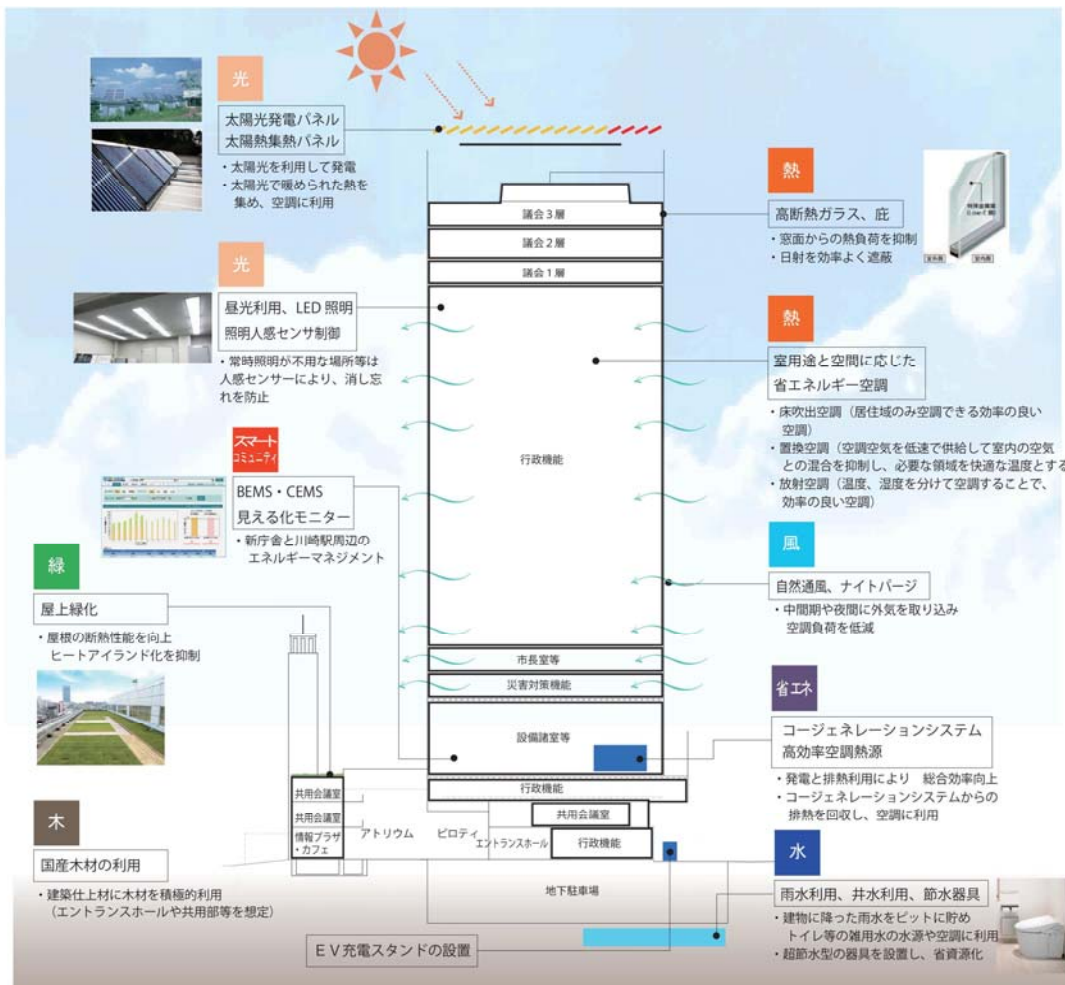 光
太陽光発電パネル
太陽熱集熱パネル
・太陽光を利用して発電
・太陽光で暖められた熱を
集め、空調に利用
光
昼光利用、LED 照明
照明人感センサ制御
・常時照明が不用な場所等は
人感センサーにより、消し忘
れを防止
スマート
コミュニティ
BEMS・CEMS
見える化モニター
・新庁舎と川崎駅周辺の
エネルギーマネジメント
緑
屋上緑化
・屋根の断熱性能を向上
ヒートアイランド化を抑制
木
国産木材の利用
・建築仕上材に木材を積極的利用
（エントランスホールや共用部等を想定）
議会３層
議会２層
議会１層
行政機能
市長室等
災害対策機能
設備諸室等
行政機能
共用会議室
共用会議室
共用会議室
情報プラザ
・カフェ
アトリウム
ピロティ
エントランスホール
行政機能
地下駐車場
ＥＶ充電スタンドの設置
熱
高断熱ガラス、庇
・窓面からの熱負荷を抑制
・日射を効率よく遮蔽
室外側
室内側
熱
室用途と空間に応じた
省エネルギー空調
・床吹出空調（居住域のみ空調できる効率の良い
空調）
・置換空調（空調空気を低速で供給して室内の空気
との混合を抑制し、必要な領域を快適な温度とする
・放射空調（温度、湿度を分けて空調することで、
効率の良い空調）
風
自然通風、ナイトパージ
・中間期や夜間に外気を取り込み
空調負荷を低減
省エネ
コージェネレーションシステム
高効率空調熱源
・発電と排熱利用により　総合効率向上
・コージェネレーションシステムからの
排熱を回収し、空調に利用
水
雨水利用、井水利用、節水器具
・建物に降った雨水をピットに貯め
トイレ等の雑用水の水源や空調に利用
・超節水型の器具を設置し、省資源化